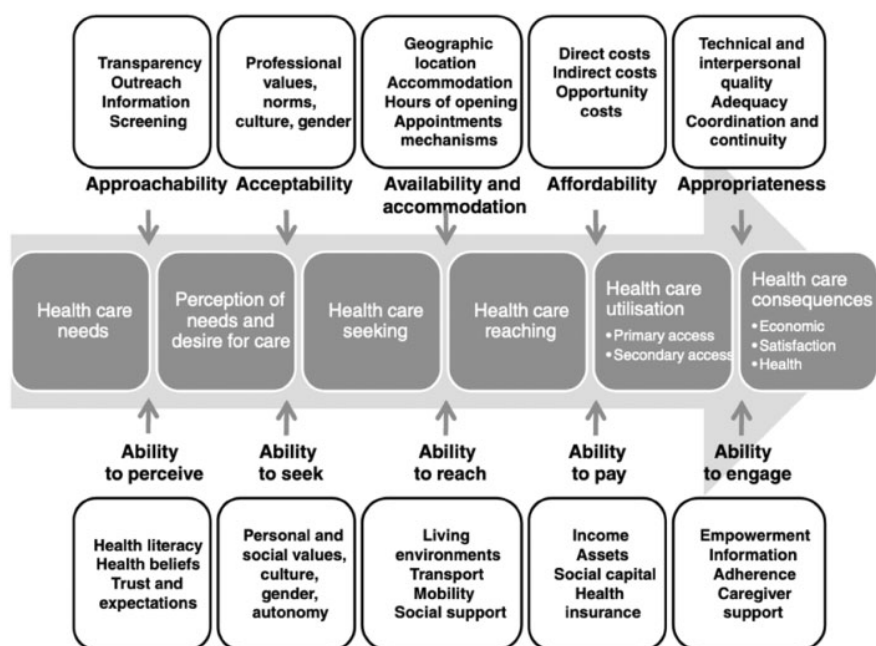 Transparency
Outreach
Information
Screening
Professional
values,
norms,
culture, gender
Geographic
location
Accommodation
Hours of opening
Appointments
mechanisms
Direct costs
Indirect costs
Opportunity
costs
Technical and
interpersonal
quality
Adequacy
Coordination and
continuity
Approachability
Acceptability
Availability and
accommodation
Affordability
Appropriateness
Health care
needs
Perception of
needs and
desire for care
Health care
seeking
Health care
reaching
Health care
utilisation
• Primary access
• Secondary access
Health care
consequences
• Economic
• Satisfaction
• Health
Ability
to perceive
Ability
to seek
Ability
to reach
Ability
to pay
Ability
to engage
Health literacy
Health beliefs
Trust and
expectations
Personal and
social values,
culture,
gender,
autonomy
Living
environments
Transport
Mobility
Social support
Income
Assets
Social capital
Health
insurance
Empowerment
Information
Adherence
Caregiver
support